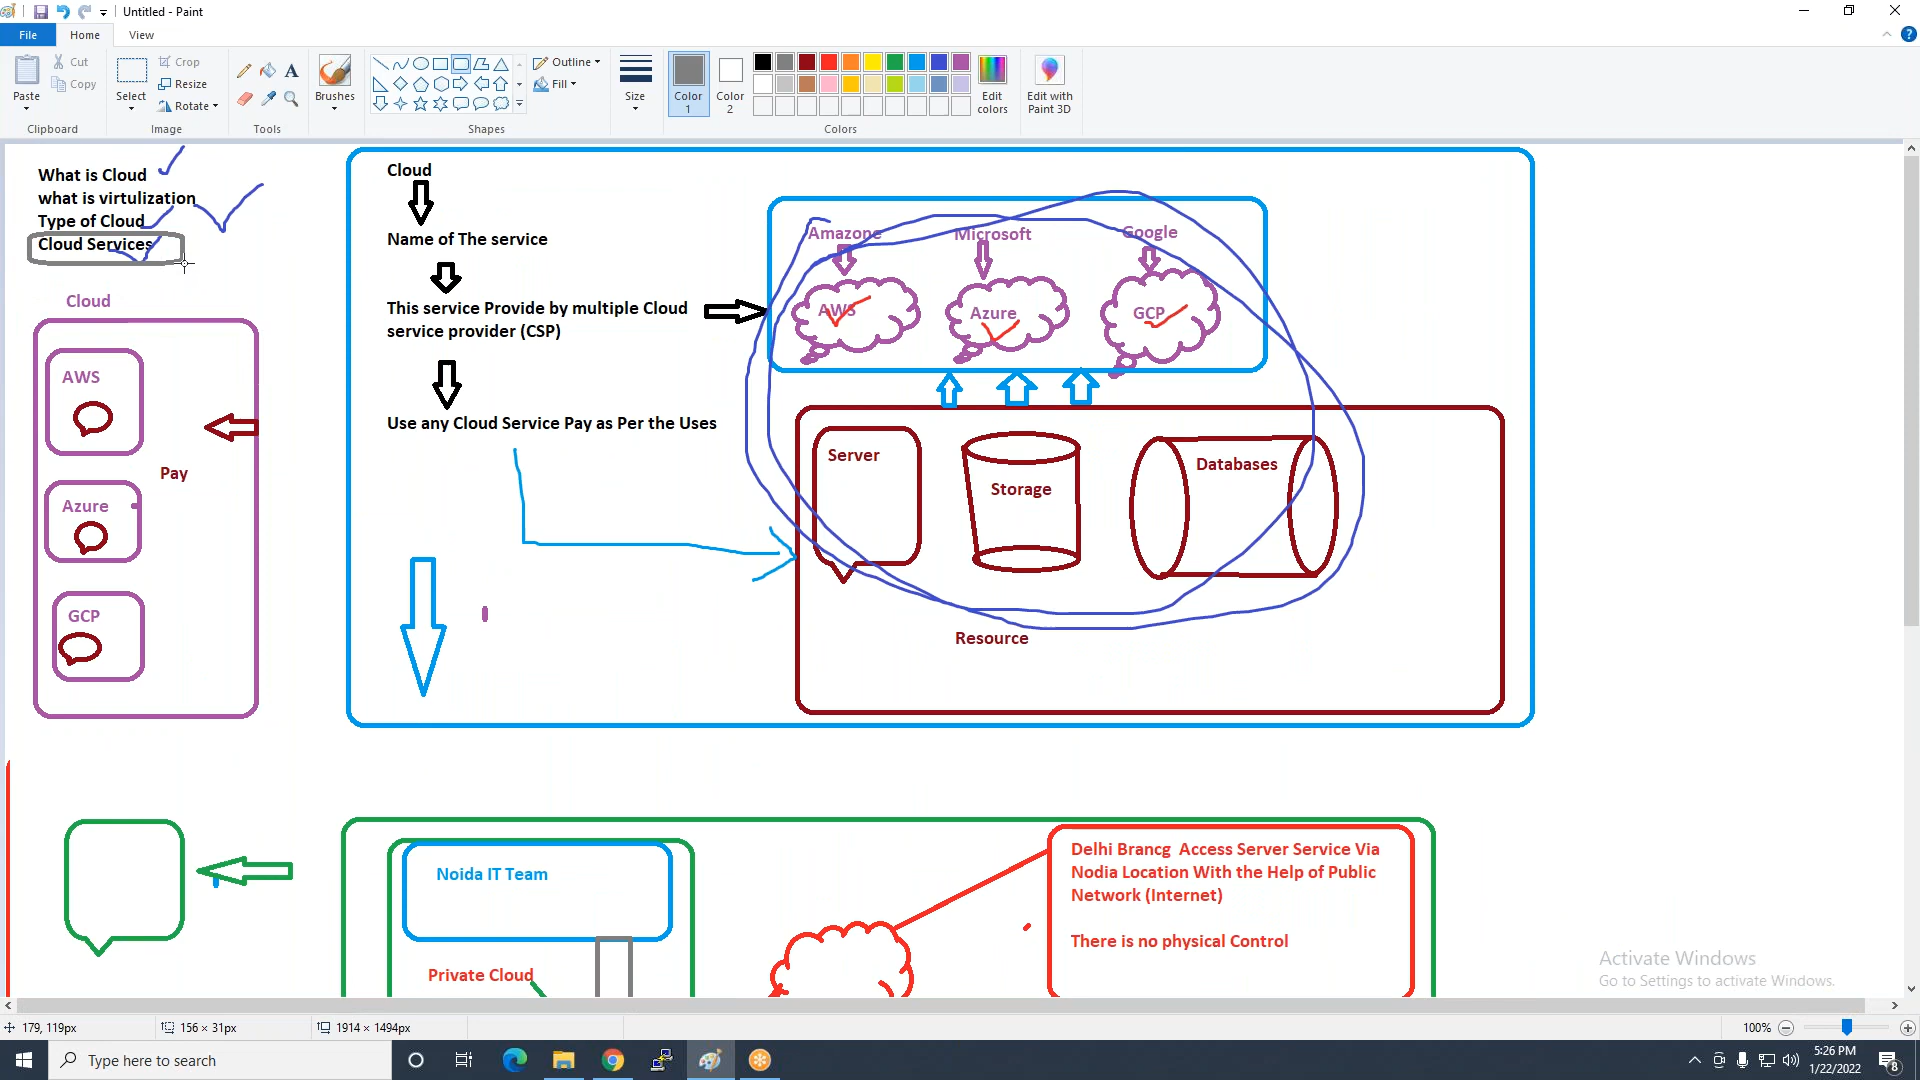 Untitled - Paint
File
Home
View
Paste
Cut
Copy
Clipboard
Select
Crop
Resize
Rotate
Image
Tools
Brushes
Shapes
Outline
Fill
Size
Color 1
Color 2
Edit colors
Colors
Edit with Paint 3D
What is Cloud
what is virtulization
Type of Cloud
Cloud Services
Cloud
AWS
Pay
Azure
GCP
Cloud
Name of The service
This service Provide by multiple Cloud
service provider (CSP)
Use any Cloud Service Pay as Per the Uses
Amazone
Microsoft
Google
AWS
Azure
GCP
Server
Storage
Databases
Resource
Noida IT Team
Private Cloud
Delhi Brancg Access Server Service Via
Nodia Location With the Help of Public
Network (Internet)
There is no physical Control
Activate Windows
Go to Settings to activate Windows.
179, 119px
156 × 31px
1914 × 1494px
100%
Type here to search
5:26 PM
1/22/2022
8